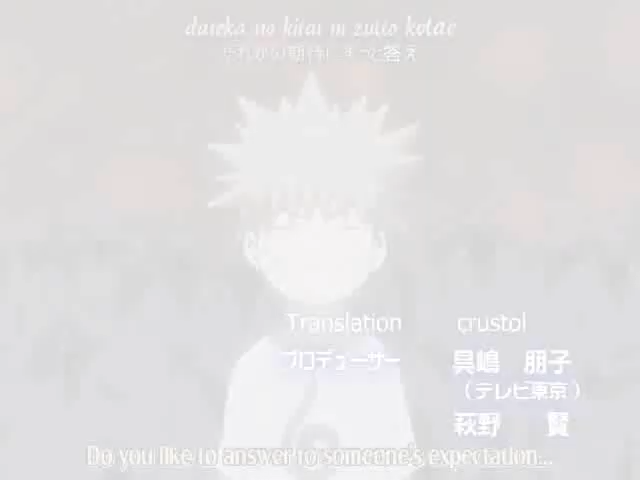 dareka no kitai ni zutto kotae
だれかの期待にずっと答え
Translation crustol
プロデューサー 具嶋 朋子
(テレビ東京)
萩野 賢
Do you like to answer to someone's expectation...